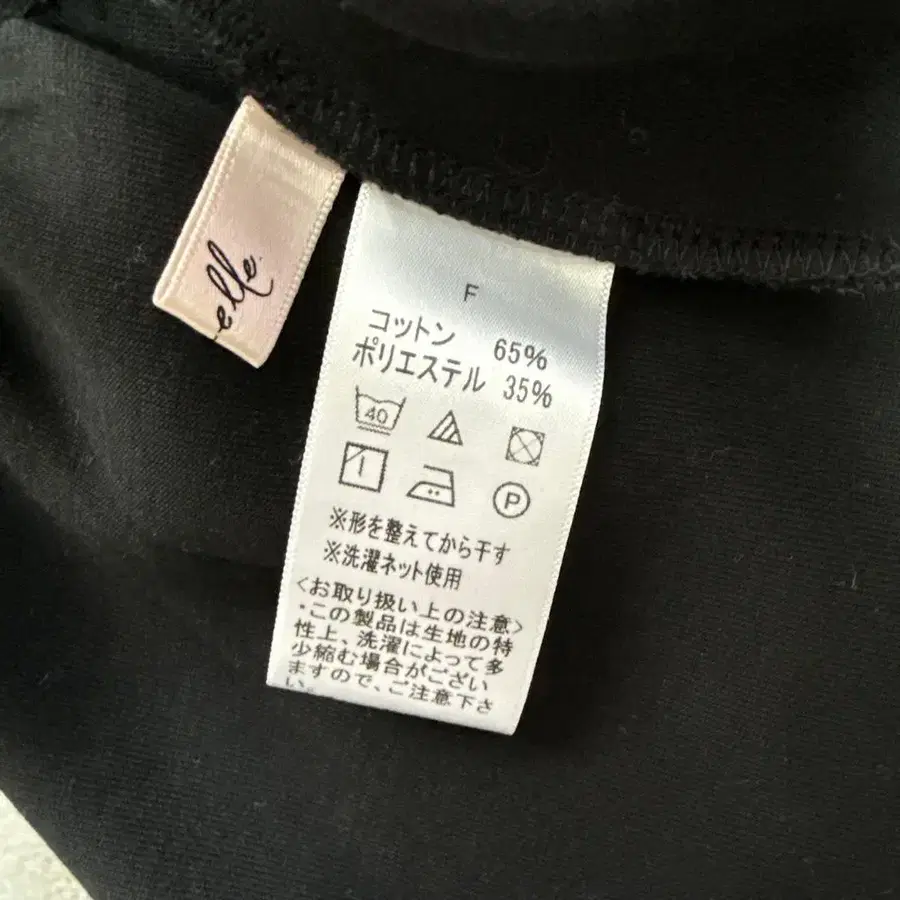 elle
F
コットン 65%
ポリエステル 35%
40
P
※形を整えてから干す
※洗濯ネット使用
<お取り扱い上の注意>
・この製品は生地の特
性上、洗濯によって多
少縮む場合がござい
ますので、ご注意下さ
い。